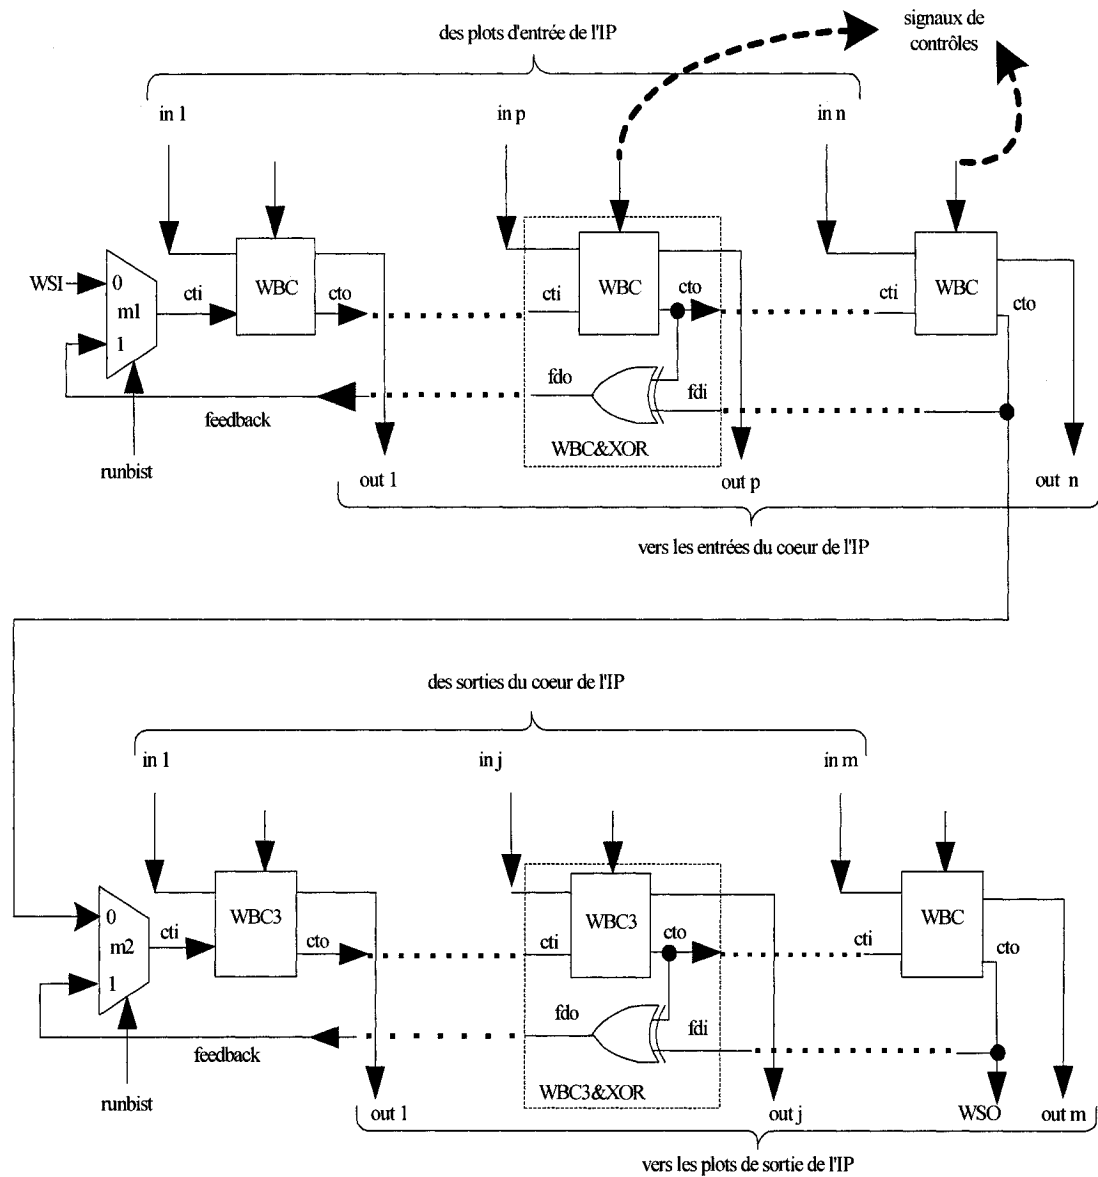 signaux de
contrôles
des plots d'entrée de l'IP
in 1
in p
in n
WSI
0
m1
1
cti
WBC
cto
cti
WBC
cto
cti
WBC
cto
fdo
fdi
feedback
WBC&XOR
runbist
out 1
out p
out n
vers les entrées du coeur de l'IP
des sorties du coeur de l'IP
in 1
in j
in m
0
m2
1
cti
WBC3
cto
cti
WBC3
cto
cti
WBC
cto
fdo
fdi
feedback
WBC3&XOR
runbist
out 1
out j
WSO
out m
vers les plots de sortie de l'IP